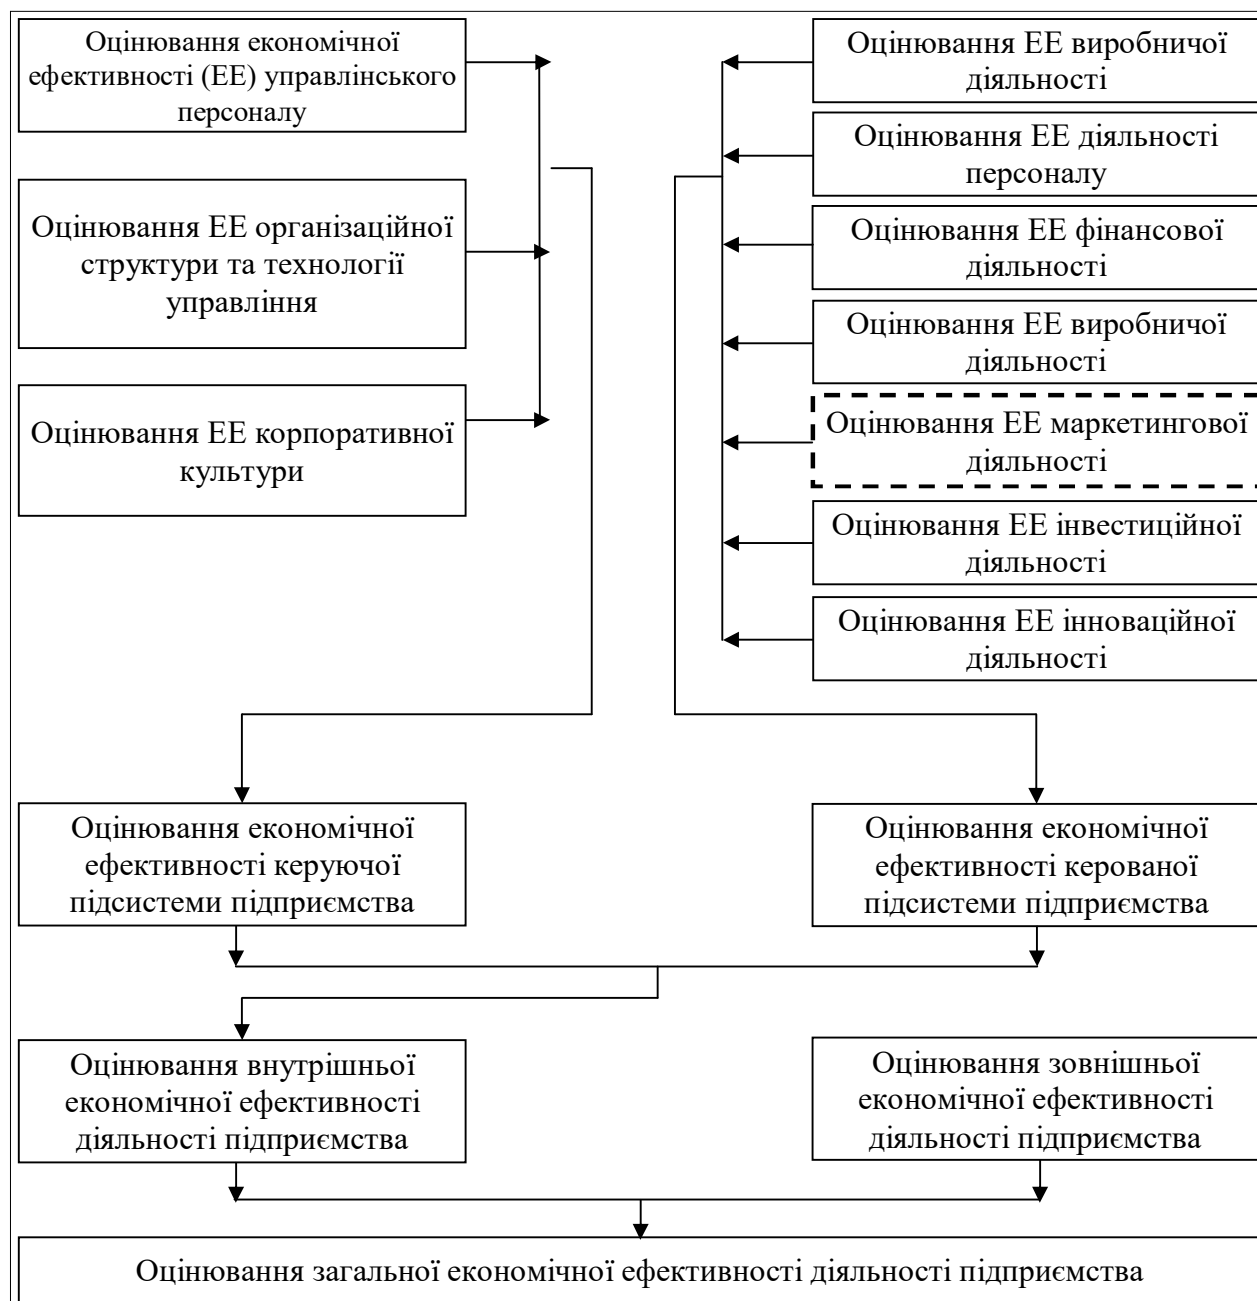 Оцінювання економічної
ефективності (ЕЕ) управлінського
персоналу
Оцінювання ЕЕ організаційної
структури та технології
управління
Оцінювання ЕЕ корпоративної
культури
Оцінювання ЕЕ виробничої
діяльності
Оцінювання ЕЕ діяльності
персоналу
Оцінювання ЕЕ фінансової
діяльності
Оцінювання ЕЕ виробничої
діяльності
Оцінювання ЕЕ маркетингової
діяльності
Оцінювання ЕЕ інвестиційної
діяльності
Оцінювання ЕЕ інноваційної
діяльності
Оцінювання економічної
ефективності керуючої
підсистеми підприємства
Оцінювання економічної
ефективності керованої
підсистеми підприємства
Оцінювання внутрішньої
економічної ефективності
діяльності підприємства
Оцінювання зовнішньої
економічної ефективності
діяльності підприємства
Оцінювання загальної економічної ефективності діяльності підприємства